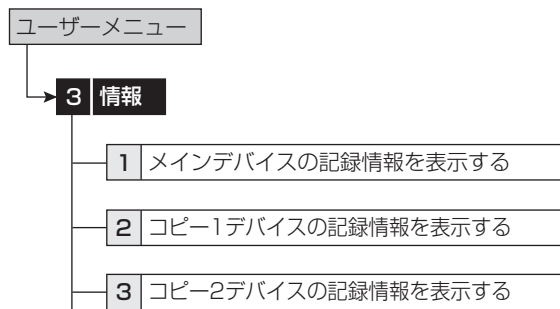 ユーザーメニュー
3 情報
1 メインデバイスの記録情報を表示する
2 コピー1デバイスの記録情報を表示する
3 コピー2デバイスの記録情報を表示する